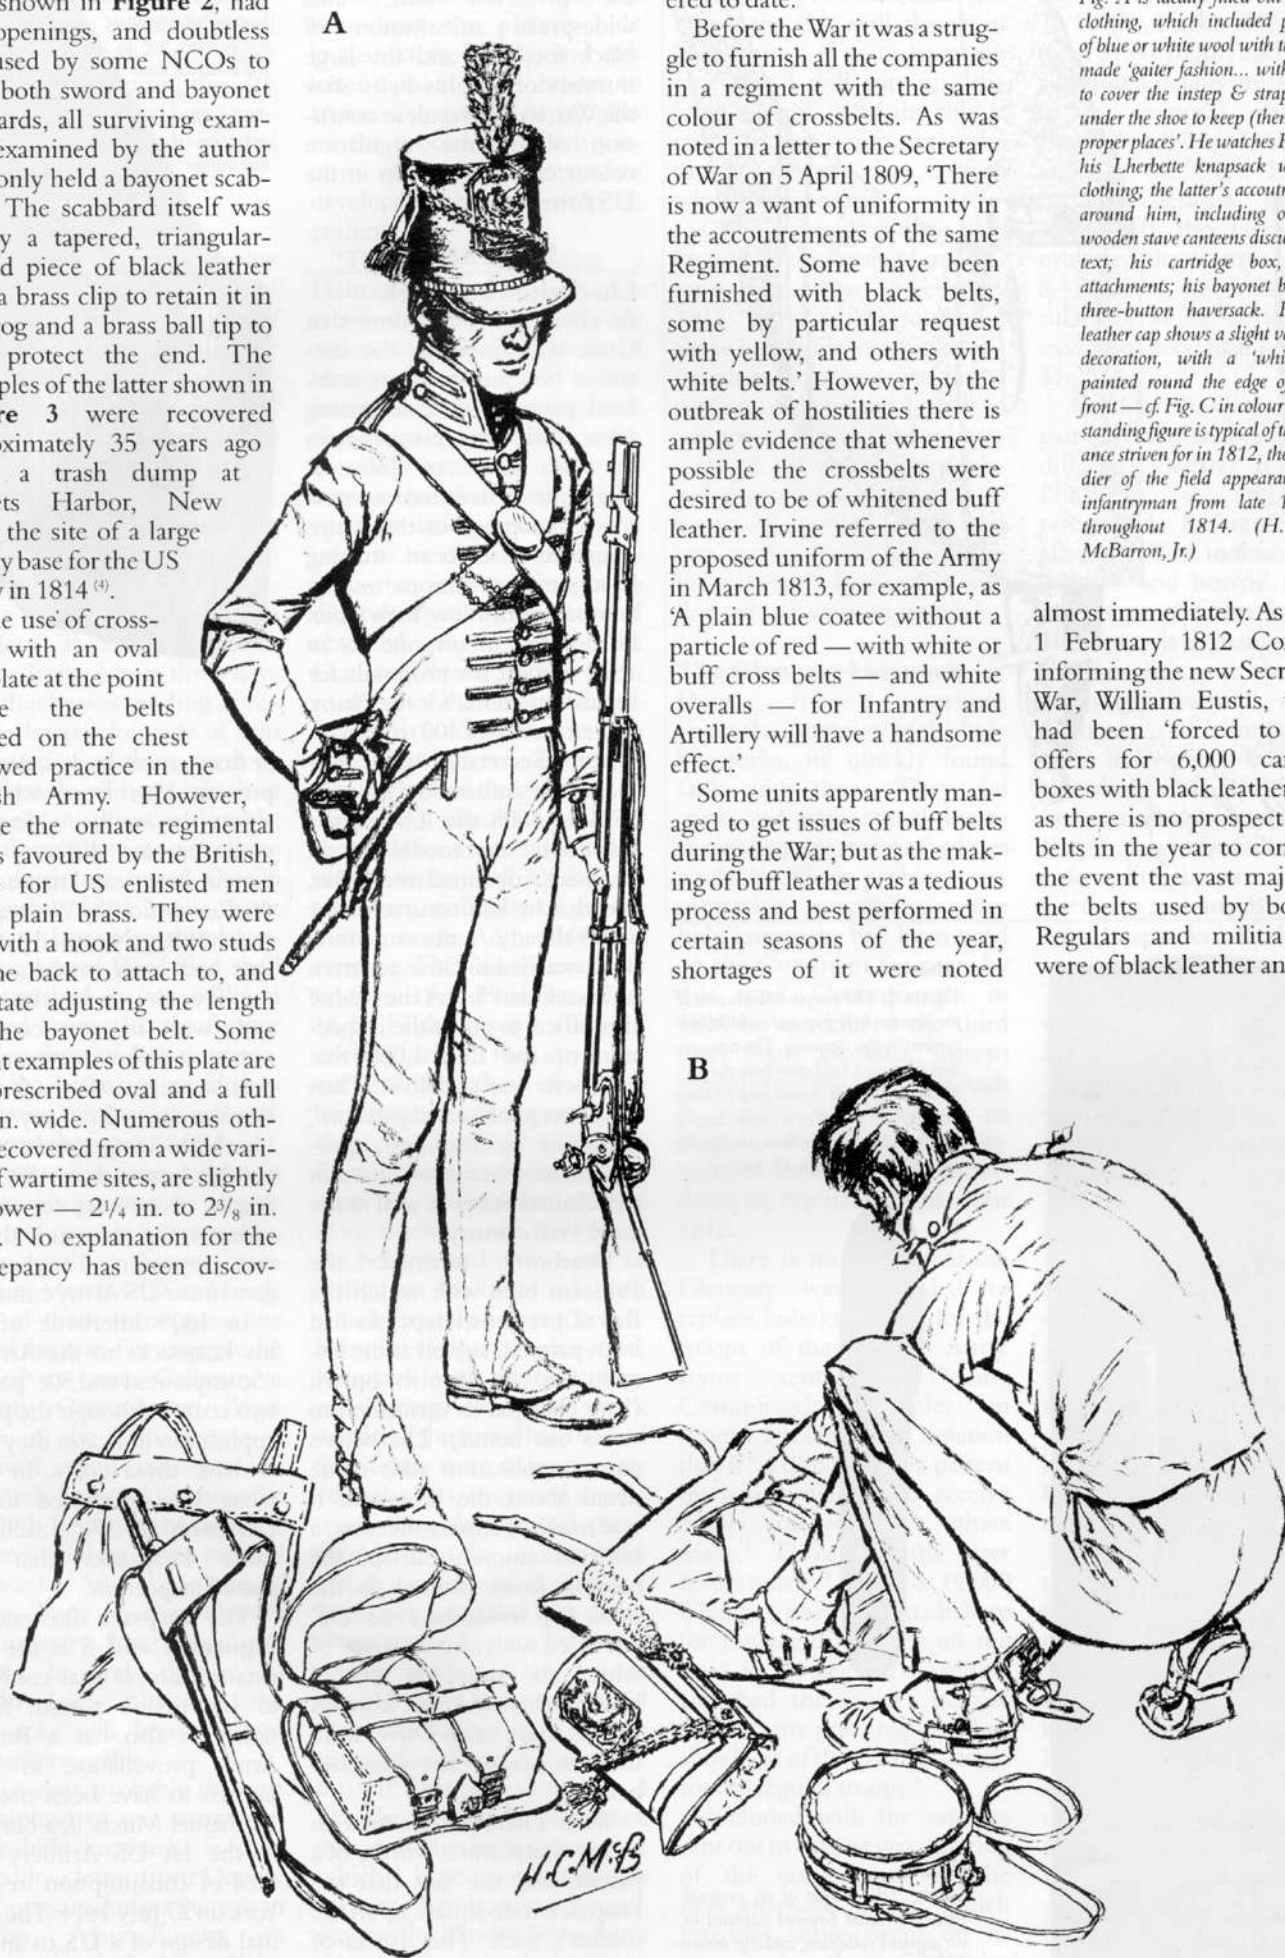 shown in Figure 2, had
openings, and doubtless
used by some NCOs to
both sword and bayonet
ards, all surviving exam-
examined by the author
only held a bayonet scab-
The scabbard itself was
y a tapered, triangular-
d piece of black leather
a brass clip to retain it in
og and a brass ball tip to
protect the end. The
ples of the latter shown in
re 3 were recovered
oximately 35 years ago
a trash dump at
ets Harbor, New
the site of a large
y base for the US
y in 1814 (4).
e use of cross-
with an oval
late at the point
e the belts
ed on the chest
wed practice in the
sh Army. However,
e the ornate regimental
s favoured by the British,
for US enlisted men
plain brass. They were
with a hook and two studs
he back to attach to, and
tate adjusting the length
he bayonet belt. Some
t examples of this plate are
prescribed oval and a full
n. wide. Numerous oth-
recovered from a wide vari-
f wartime sites, are slightly
ower — 2¼ in. to 2⅜ in.
. No explanation for the
epancy has been discov-
A
ered to date.
Before the War it was a strug-
gle to furnish all the companies
in a regiment with the same
colour of crossbelts. As was
noted in a letter to the Secretary
of War on 5 April 1809, ‘There
is now a want of uniformity in
the accoutrements of the same
Regiment. Some have been
furnished with black belts,
some by particular request
with yellow, and others with
white belts.’ However, by the
outbreak of hostilities there is
ample evidence that whenever
possible the crossbelts were
desired to be of whitened buff
leather. Irvine referred to the
proposed uniform of the Army
in March 1813, for example, as
‘A plain blue coatee without a
particle of red — with white or
buff cross belts — and white
overalls — for Infantry and
Artillery will have a handsome
effect.’
Some units apparently man-
aged to get issues of buff belts
during the War; but as the mak-
ing of buff leather was a tedious
process and best performed in
certain seasons of the year,
shortages of it were noted
B
clothing, which included p
of blue or white wool with t
made ‘gaiter fashion... with
to cover the instep & strap
under the shoe to keep (then
proper places’. He watches
his Lherbette knapsack u
clothing; the latter's accoutr
around him, including o
wooden stave canteens discu
text; his cartridge box,
attachments; his bayonet b
three-button haversack.
leather cap shows a slight va
decoration, with a ‘whi
painted round the edge o
front — cf. Fig. C in colour
standing figure is typical of t
ance striven for in 1812, the
dier of the field appeara
infantryman from late
throughout 1814. (H.
McBarron, Jr.)
almost immediately. As
February 1812 Co
informing the new Secr
War, William Eustis,
had been ‘forced to
offers for 6,000 car
boxes with black leather
as there is no prospect
belts in the year to con
the event the vast maj
the belts used by bo
Regulars and militia
were of black leather an
H.C.McB